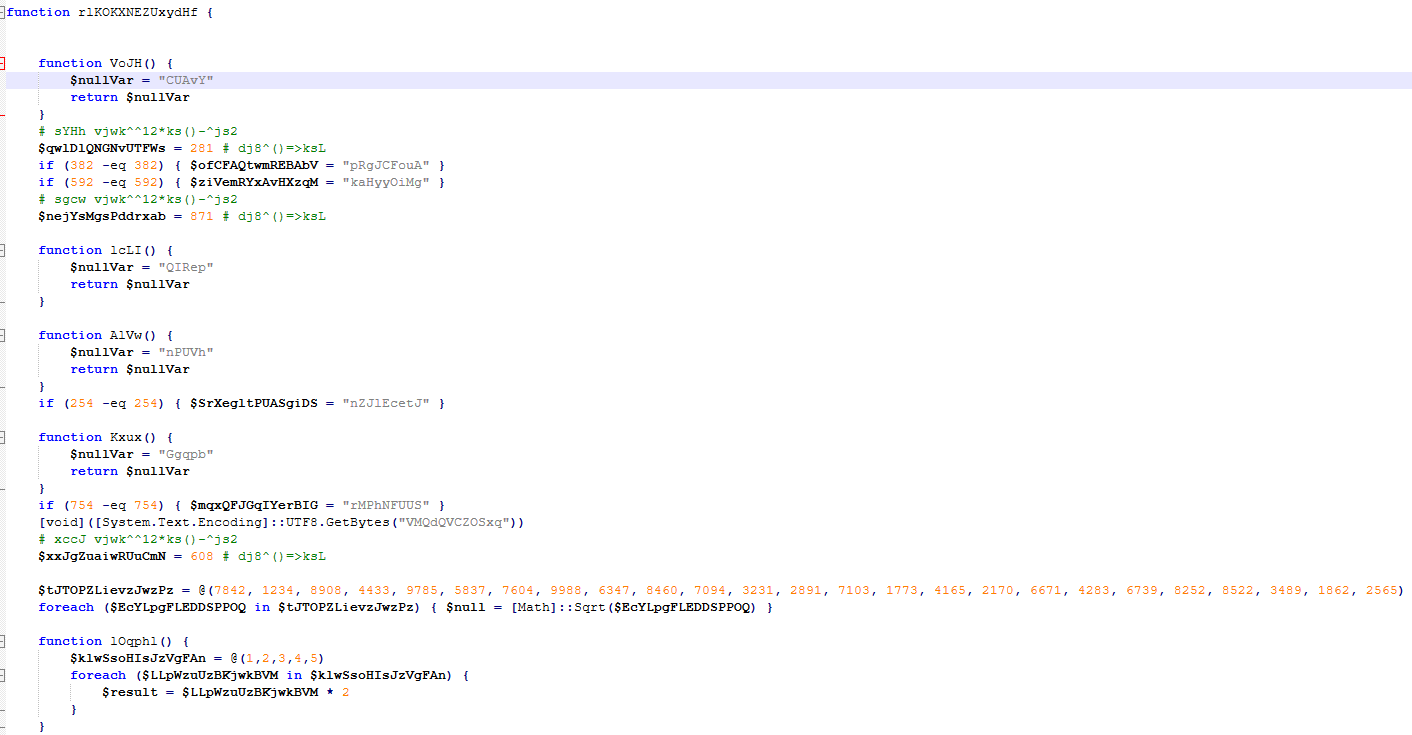 function rlKOKXNEZUxydHf {
function VoJH() {
$nullVar = "CUAvY"
return $nullVar
}
# sYHh vjwk^^12*ks()-^js2
$qwlDlQNGNvUTFWs = 281 # dj8^()=>ksL
if (382 -eq 382) { $ofCFAQtwmREBAbV = "pRgJCFouA" }
if (592 -eq 592) { $ziVemRYxAvHXzqM = "kaHyyOiMg" }
# sgcw vjwk^^12*ks()-^js2
$nejYsMgsPddrxab = 871 # dj8^()=>ksL
function lcLI() {
$nullVar = "QIRep"
return $nullVar
}
function AlVw() {
$nullVar = "nPUVh"
return $nullVar
}
if (254 -eq 254) { $SrXegltPUASgiDS = "nZJlEcetJ" }
function Kxux() {
$nullVar = "Ggqpb"
return $nullVar
}
if (754 -eq 754) { $mqxQFJGqIYerBIG = "rMPhNFUUS" }
[void]([System.Text.Encoding]::UTF8.GetBytes("VMQdQVCZOSxq"))
# xccJ vjwk^^12*ks()-^js2
$xxJgZuaiwRUuCmN = 608 # dj8^()=>ksL
$tJTOPZLievzJwzPz = @(7842, 1234, 8908, 4433, 9785, 5837, 7604, 9988, 6347, 8460, 7094, 3231, 2891, 7103, 1773, 4165, 2170, 6671, 4283, 6739, 8252, 8522, 3489, 1862, 2565)
foreach ($EcYLpgFLEDDSPPOQ in $tJTOPZLievzJwzPz) { $null = [Math]::Sqrt($EcYLpgFLEDDSPPOQ) }
function lOqphl() {
$klwSsoHIsJzVgFAn = @(1,2,3,4,5)
foreach ($LLpWzuUzBKjwkBVM in $klwSsoHIsJzVgFAn) {
$result = $LLpWzuUzBKjwkBVM * 2
}
}